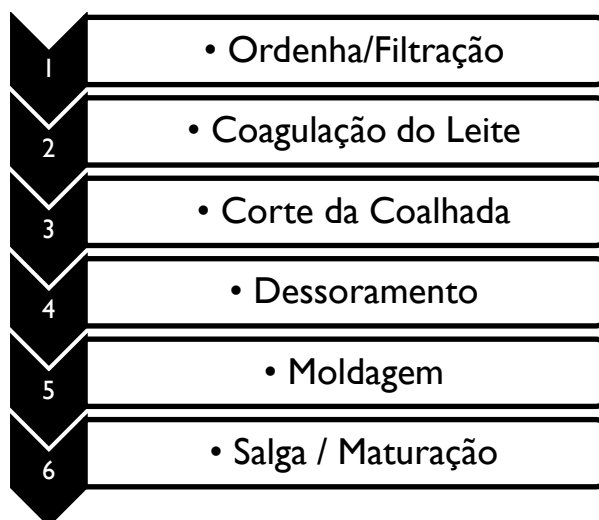 1
• Ordenha/Filtração
2
• Coagulação do Leite
3
• Corte da Coalhada
4
• Dessoramento
5
• Moldagem
6
• Salga / Maturação